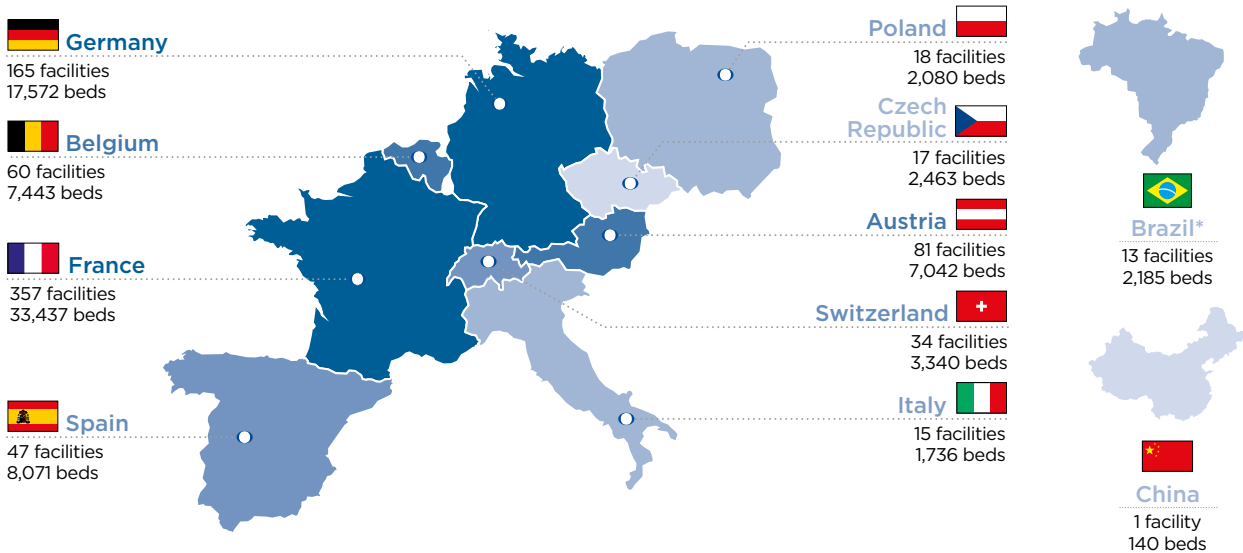 Germany
165 facilities
17,572 beds
Belgium
60 facilities
7,443 beds
France
357 facilities
33,437 beds
Spain
47 facilities
8,071 beds
Poland
18 facilities
2,080 beds
Czech
Republic
17 facilities
2,463 beds
Austria
81 facilities
7,042 beds
Switzerland
34 facilities
3,340 beds
Italy
15 facilities
1,736 beds
Brazil*
13 facilities
2,185 beds
China
1 facility
140 beds